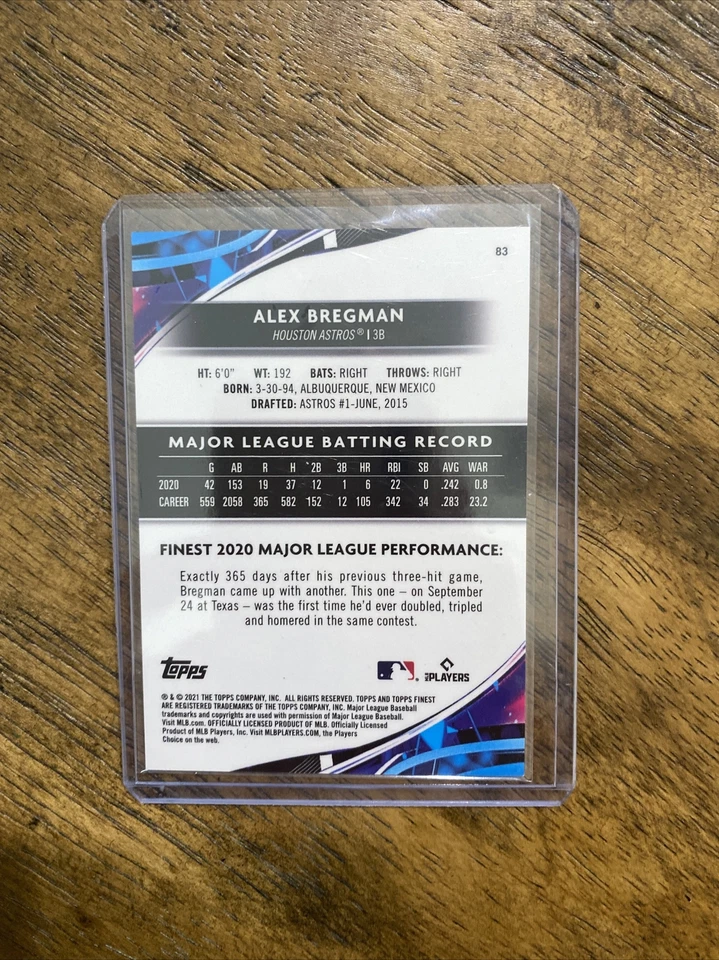 83
ALEX BREGMAN
HOUSTON ASTROS® | 3B
HT: 6'0" WT: 192 BATS: RIGHT THROWS: RIGHT
BORN: 3-30-94, ALBUQUERQUE, NEW MEXICO
DRAFTED: ASTROS #1-JUNE, 2015
MAJOR LEAGUE BATTING RECORD
G AB R H 2B 3B HR RBI SB AVG WAR
2020 42 153 19 37 12 1 6 22 0 .242 0.8
CAREER 559 2058 365 582 152 12 105 342 34 .283 23.2
FINEST 2020 MAJOR LEAGUE PERFORMANCE:
Exactly 365 days after his previous three-hit game,
Bregman came up with another. This one – on September
24 at Texas – was the first time he'd ever doubled, tripled
and homered in the same contest.
topps
MLB PLAYERS
® & © 2021 THE TOPPS COMPANY, INC. ALL RIGHTS RESERVED. TOPPS AND TOPPS FINEST
ARE REGISTERED TRADEMARKS OF THE TOPPS COMPANY, INC. Major League Baseball
trademarks and copyrights are used with permission of Major League Baseball.
Visit MLB.com. OFFICIALLY LICENSED PRODUCT OF MLB. Officially Licensed
Product of MLB Players, Inc. Visit MLBPLAYERS.COM, the Players
Choice on the web.